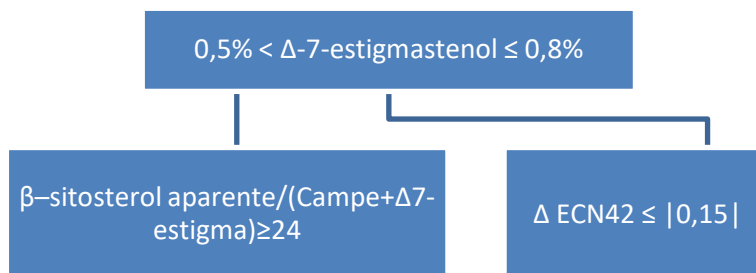 0,5% < Δ-7-estigmastenol ≤ 0,8%
β–sitosterol aparente/(Campe+Δ7-
estigma)≥24
Δ ECN42 ≤ |0,15|